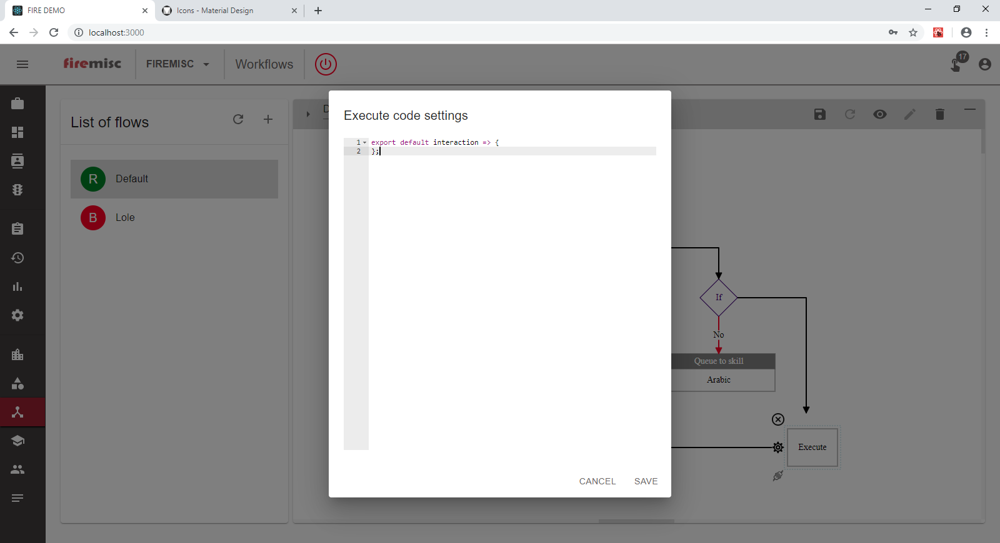 FIRE DEMO
Icons - Material Design
localhost:3000
firemisc
FIREMISC
Workflows
17
List of flows
R
Default
B
Lole
D
Execute code settings
1
export default interaction => {
2
};
CANCEL
SAVE
If
No
Queue to skill
Arabic
Execute